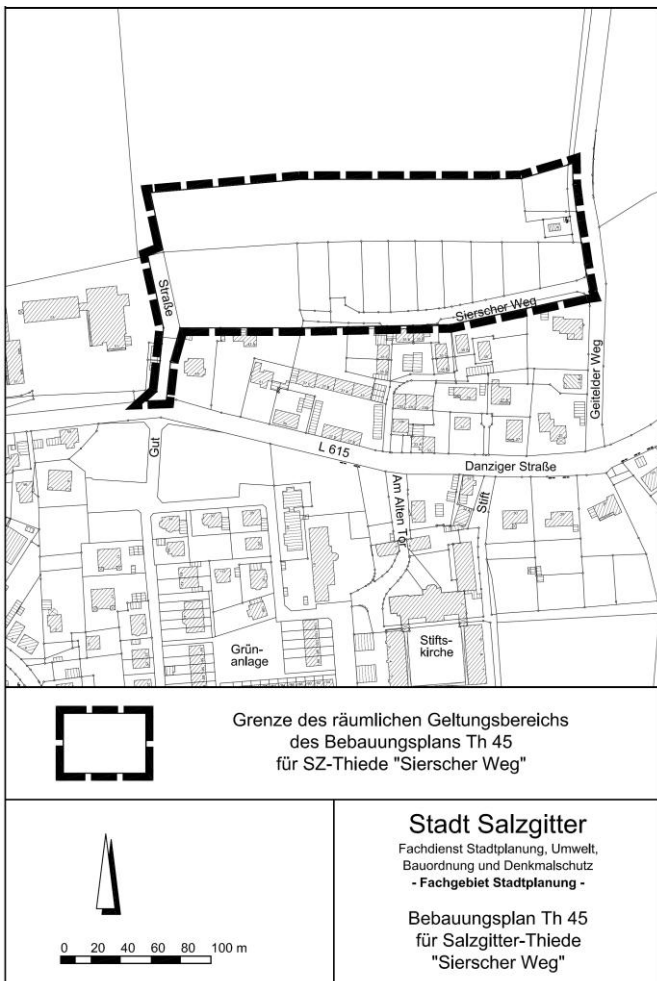 Straße
Sierscher Weg
Geitelder Weg
L 615
Gut
Danziger Straße
Am Alten Tor
Stift
Grün-
anlage
Stifts-
kirche
Grenze des räumlichen Geltungsbereichs
des Bebauungsplans Th 45
für SZ-Thiede "Sierscher Weg"
0 20 40 60 80 100 m
Stadt Salzgitter
Fachdienst Stadtplanung, Umwelt,
Bauordnung und Denkmalschutz
- Fachgebiet Stadtplanung -
Bebauungsplan Th 45
für Salzgitter-Thiede
"Sierscher Weg"